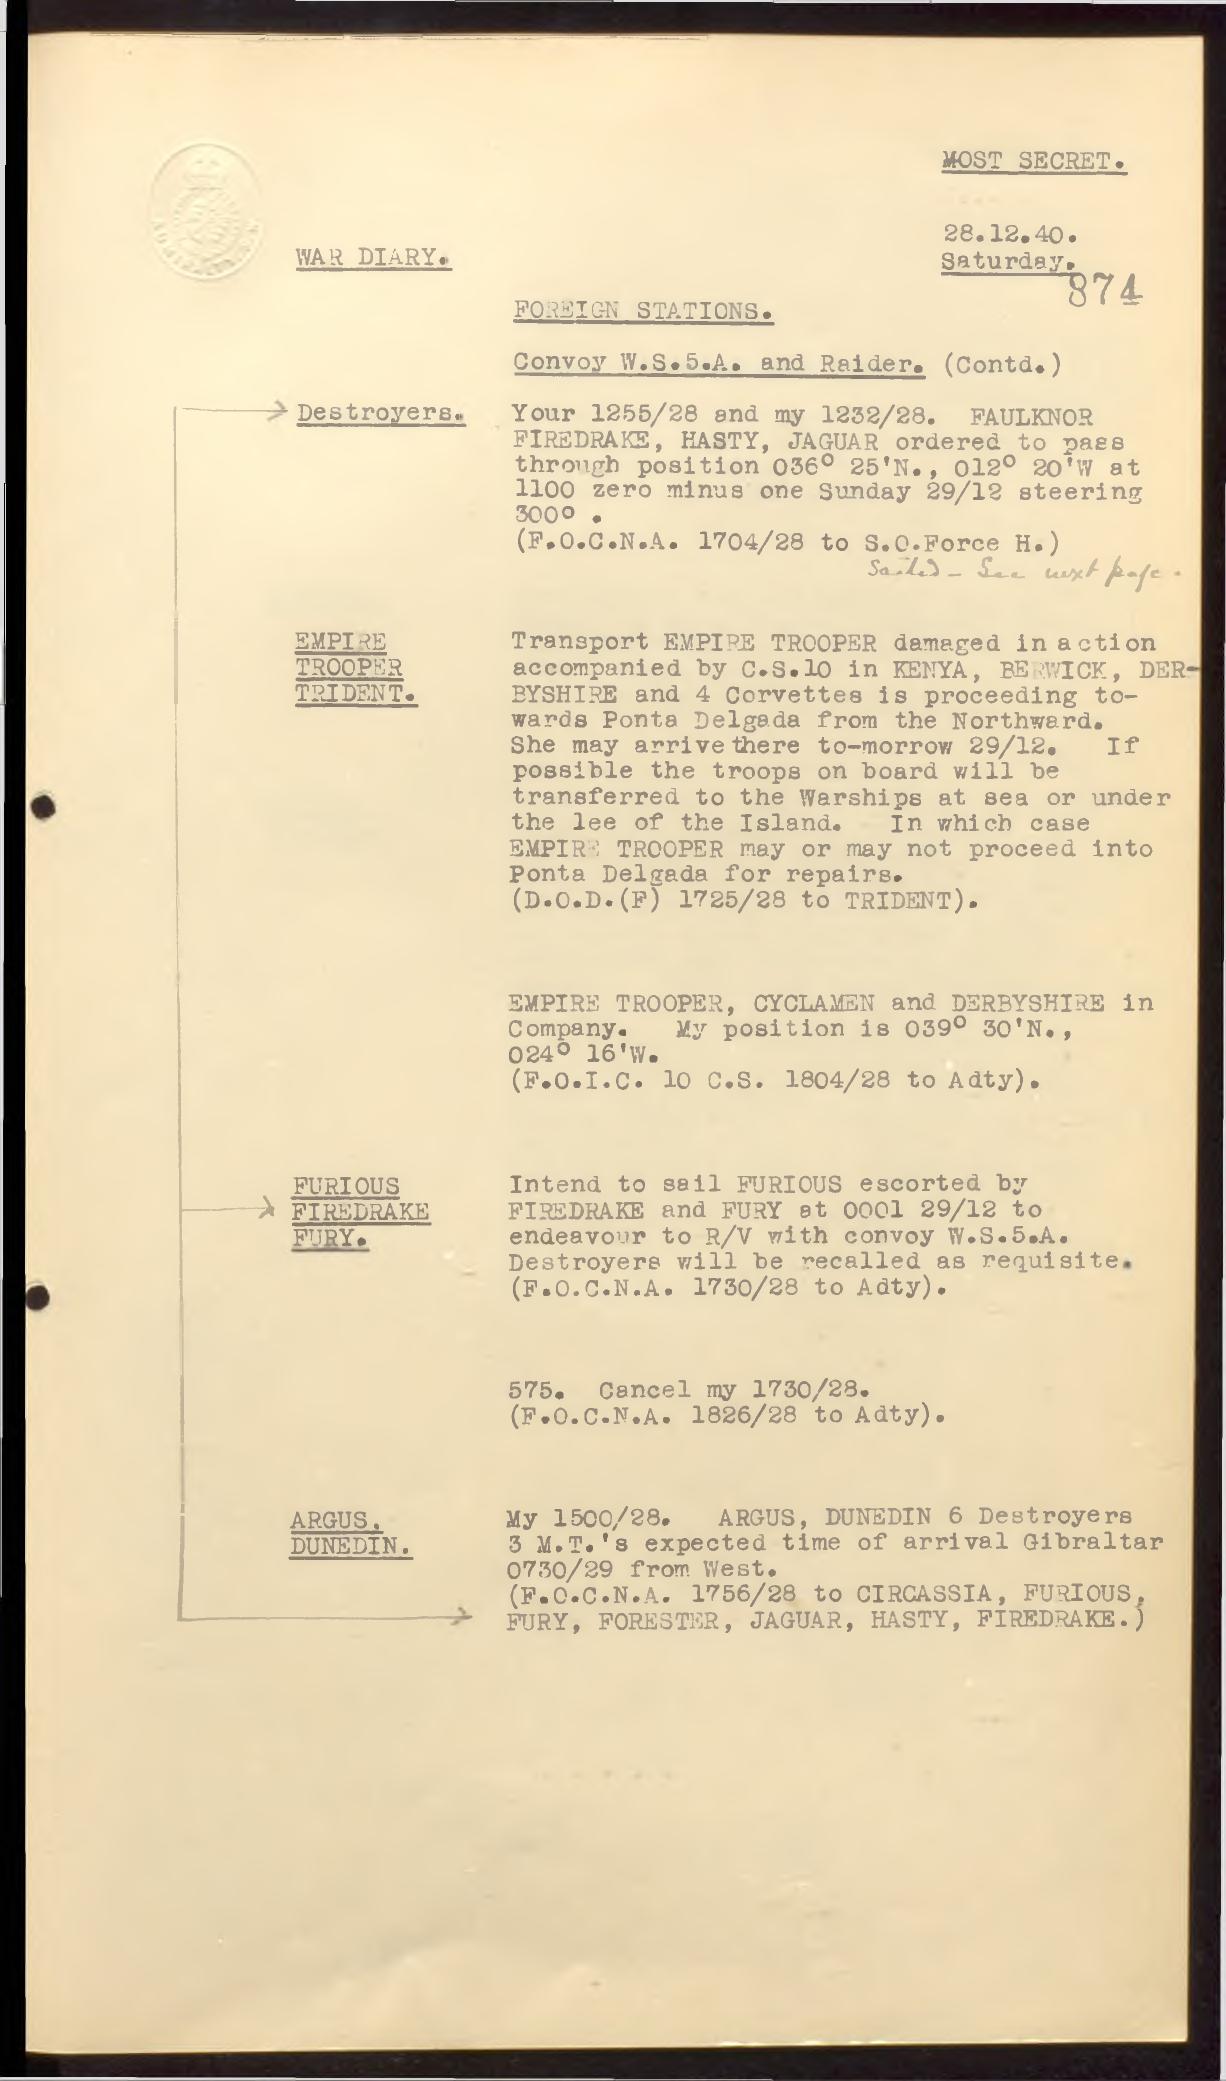 MOST SECRET.
28.12.40.
Saturday.
WAR DIARY.
874
FOREIGN STATIONS.
Convoy W.S.5.A. and Raider. (Contd.)
Destroyers.
Your 1255/28 and my 1232/28. FAULKNOR
FIREDRAKE, HASTY, JAGUAR ordered to pass
through position 036° 25'N., 012° 20'W at
1100 zero minus one Sunday 29/12 steering
300° .
(F.O.C.N.A. 1704/28 to S.O.Force H.)
Sailed - See next page.
EMPIRE
TROOPER
TRIDENT.
Transport EMPIRE TROOPER damaged in action
accompanied by C.S.10 in KENYA, BERWICK, DER-
BYSHIRE and 4 Corvettes is proceeding to-
wards Ponta Delgada from the Northward.
She may arrive there to-morrow 29/12. If
possible the troops on board will be
transferred to the Warships at sea or under
the lee of the Island. In which case
EMPIRE TROOPER may or may not proceed into
Ponta Delgada for repairs.
(D.O.D.(F) 1725/28 to TRIDENT).
EMPIRE TROOPER, CYCLAMEN and DERBYSHIRE in
Company. My position is 039° 30'N.,
024° 16'W.
(F.O.I.C. 10 C.S. 1804/28 to Adty).
FURIOUS
FIREDRAKE
FURY.
Intend to sail FURIOUS escorted by
FIREDRAKE and FURY at 0001 29/12 to
endeavour to R/V with convoy W.S.5.A.
Destroyers will be recalled as requisite.
(F.O.C.N.A. 1730/28 to Adty).
575. Cancel my 1730/28.
(F.O.C.N.A. 1826/28 to Adty).
ARGUS.
DUNEDIN.
My 1500/28. ARGUS, DUNEDIN 6 Destroyers
3 M.T.'s expected time of arrival Gibraltar
0730/29 from West.
(F.O.C.N.A. 1756/28 to CIRCASSIA, FURIOUS,
FURY, FORESTER, JAGUAR, HASTY, FIREDRAKE.)